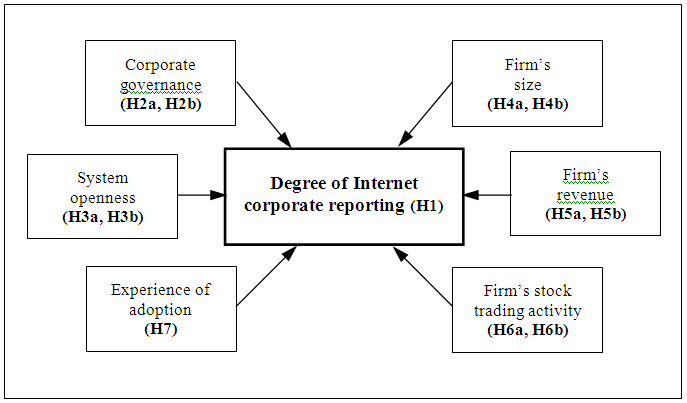 Corporate
governance
(H2a, H2b)
Firm's
size
(H4a, H4b)
System
openness
(H3a, H3b)
Degree of Internet
corporate reporting (H1)
Firm's
revenue
(H5a, H5b)
Experience of
adoption
(H7)
Firm's stock
trading activity
(H6a, H6b)